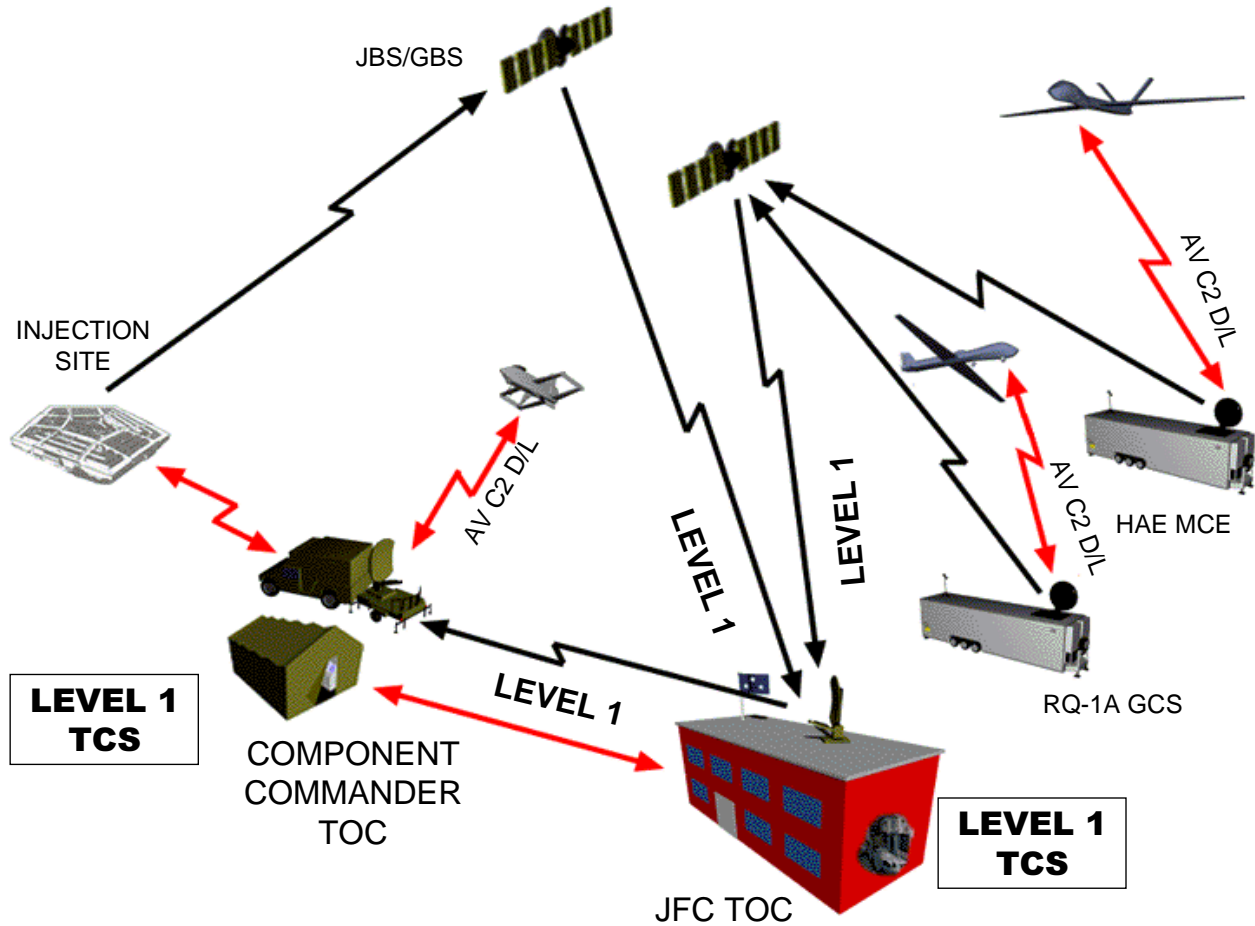 JBS/GBS
INJECTION
SITE
AV C2 D/L
AV C2 D/L
AV C2 D/L
HAE MCE
RQ-1A GCS
LEVEL 1
LEVEL 1
LEVEL 1
LEVEL 1
TCS
COMPONENT
COMMANDER
TOC
LEVEL 1
TCS
JFC TOC